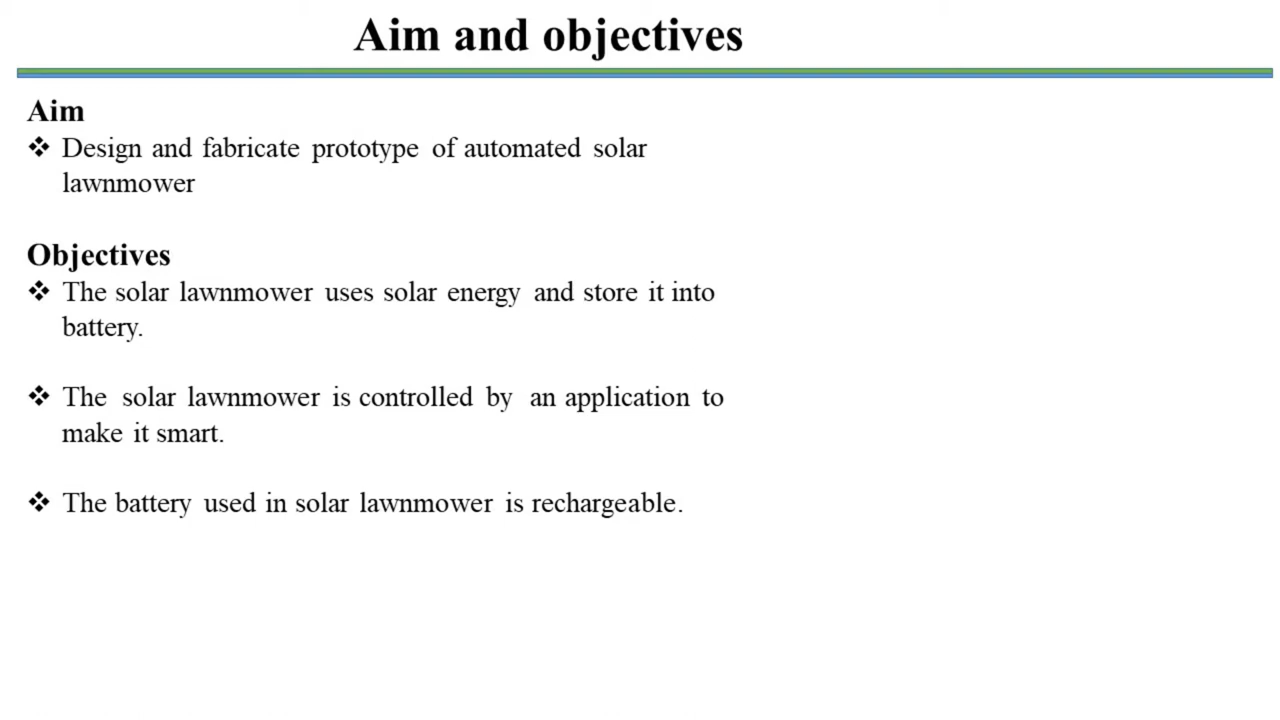 Aim and objectives
Aim
❖ Design and fabricate prototype of automated solar
lawnmower
Objectives
❖ The solar lawnmower uses solar energy and store it into
battery.
❖ The solar lawnmower is controlled by an application to
make it smart.
❖ The battery used in solar lawnmower is rechargeable.